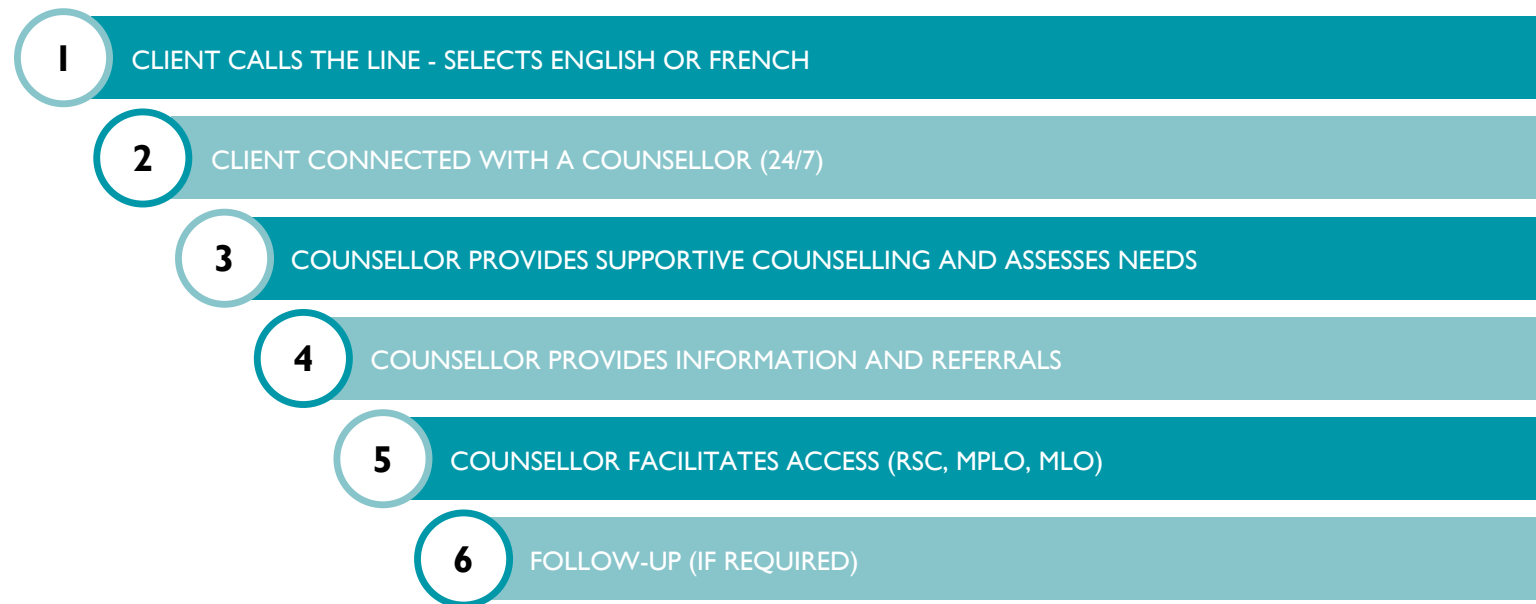 1
CLIENT CALLS THE LINE - SELECTS ENGLISH OR FRENCH
2
CLIENT CONNECTED WITH A COUNSELLOR (24/7)
3
COUNSELLOR PROVIDES SUPPORTIVE COUNSELLING AND ASSESSES NEEDS
4
COUNSELLOR PROVIDES INFORMATION AND REFERRALS
5
COUNSELLOR FACILITATES ACCESS (RSC, MPLO, MLO)
6
FOLLOW-UP (IF REQUIRED)